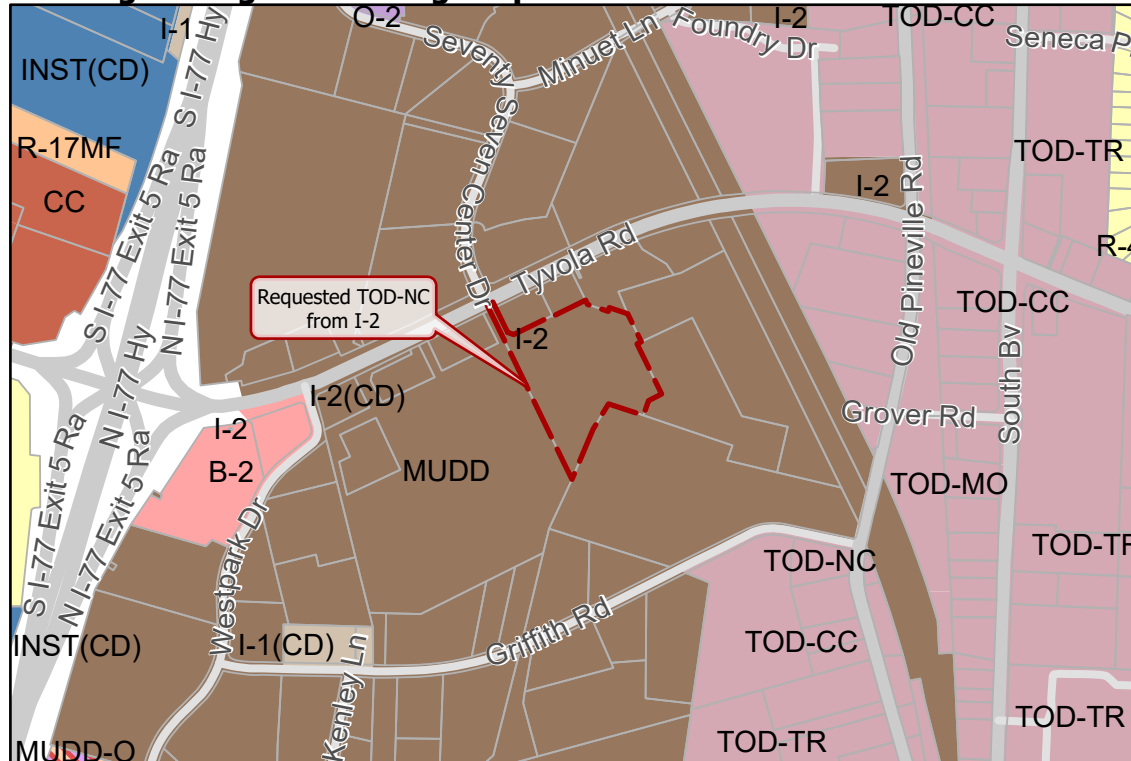 I-1
O-2
I-2
TOD-CC
Seventy Seven Center Dr
Minuet Ln
Foundry Dr
INST(CD)
S I-77 Hy
R-17MF
TOD-TR
CC
S I-77 Exit 5 Ra
N I-77 Exit 5 Ra
I-2
Old Pineville Rd
Tyvola Rd
Requested TOD-NC
from I-2
TOD-CC
I-2
N I-77 Hy
I-2(CD)
South Bv
Grover Rd
I-2
B-2
MUDD
TOD-MO
S I-77 Exit 5 Ra
N I-77 Exit 5 Ra
Westpark Dr
TOD-NC
INST(CD)
I-1(CD)
Griffith Rd
TOD-CC
Kenley Ln
TOD-TR
TOD-TR
MUDD-O